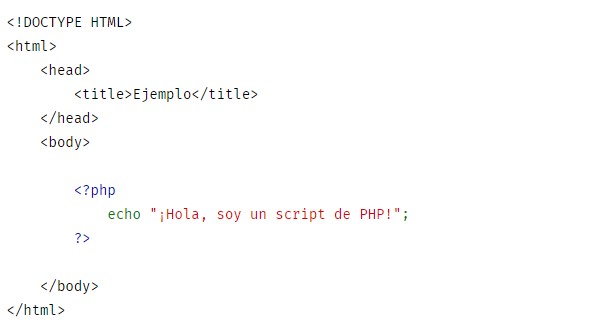 <!DOCTYPE HTML>
<html>
    <head>
        <title>Ejemplo</title>
    </head>
    <body>

        <?php
            echo "¡Hola, soy un script de PHP!";
        ?>

    </body>
</html>